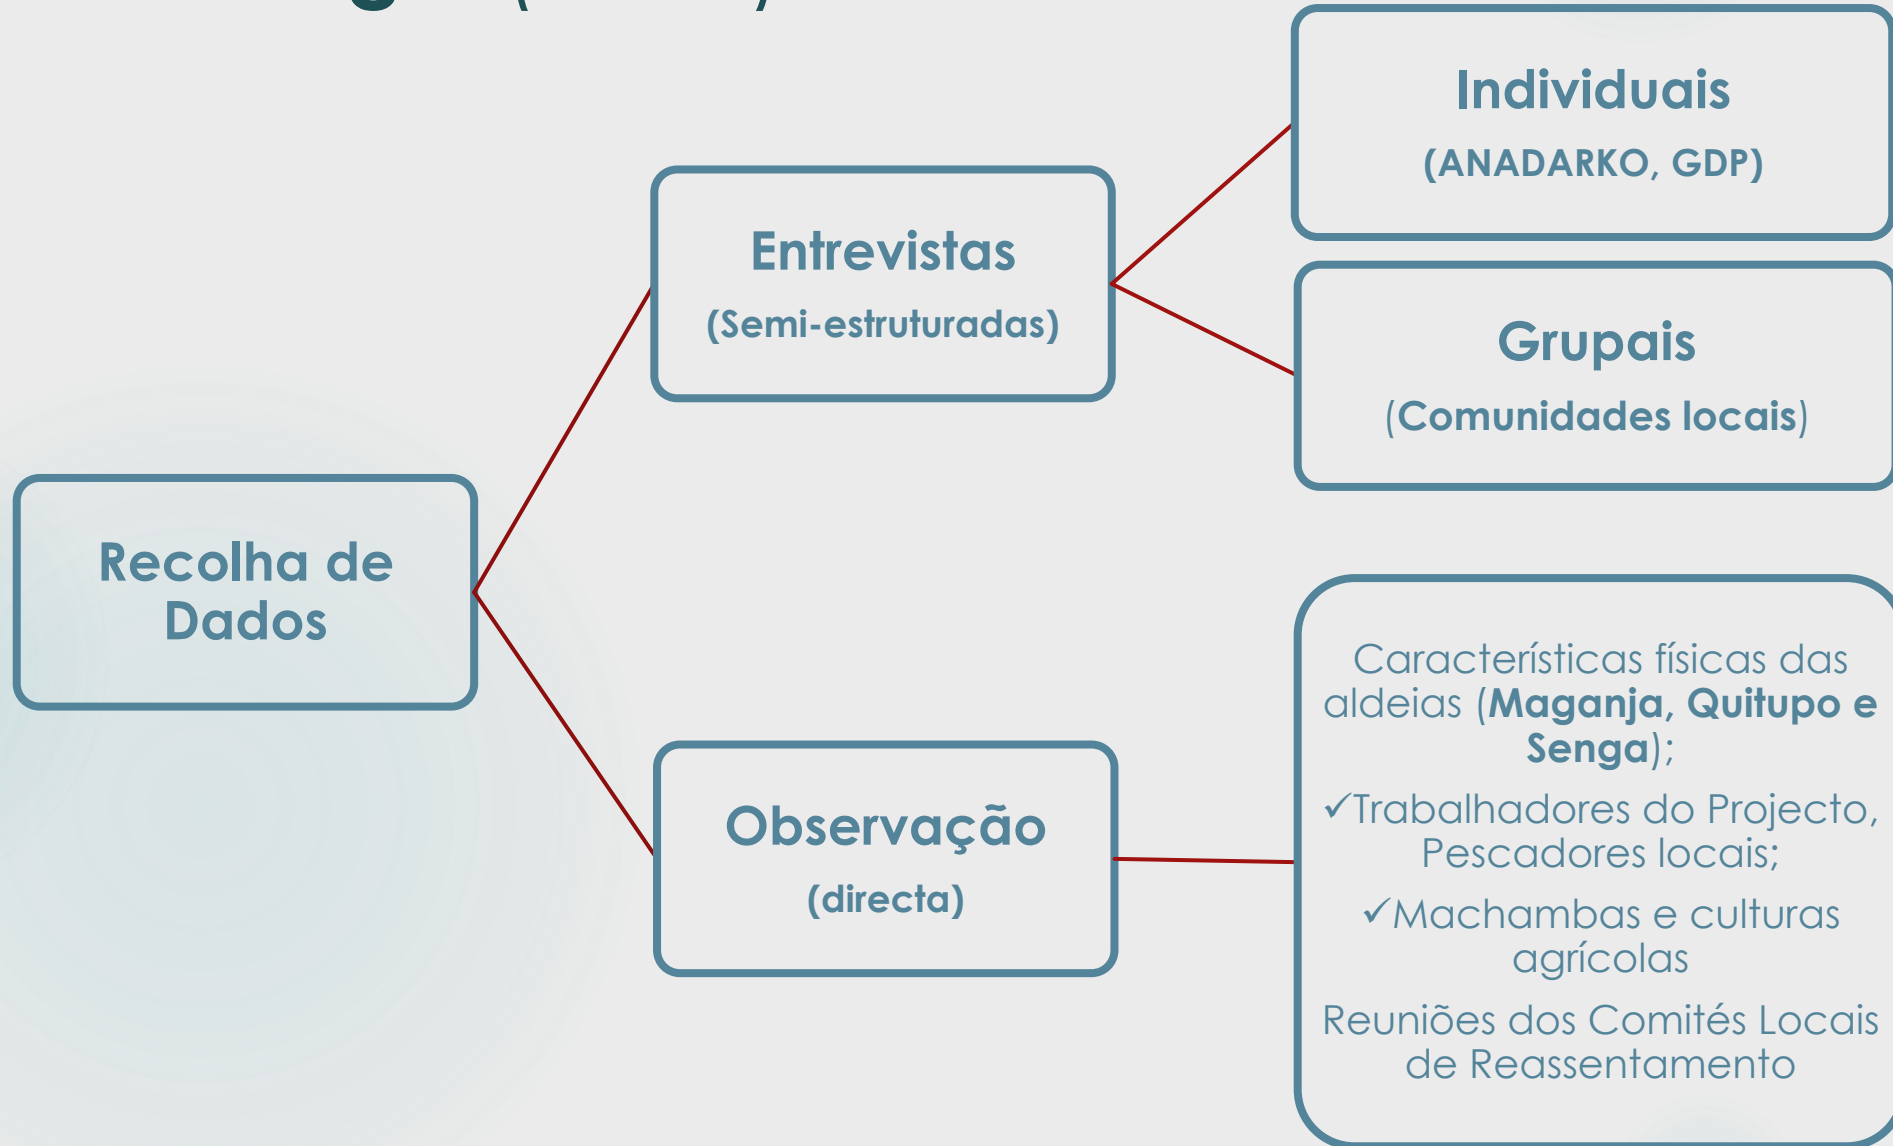 Individuais
(ANADARKO, GDP)
Entrevistas
(Semi-estruturadas)
Grupais
(Comunidades locais)
Recolha de
Dados
Observação
(directa)
Características físicas das
aldeias (Maganja, Quitupo e
Senga);
✓Trabalhadores do Projecto,
Pescadores locais;
✓Machambas e culturas
agrícolas
Reuniões dos Comités Locais
de Reassentamento